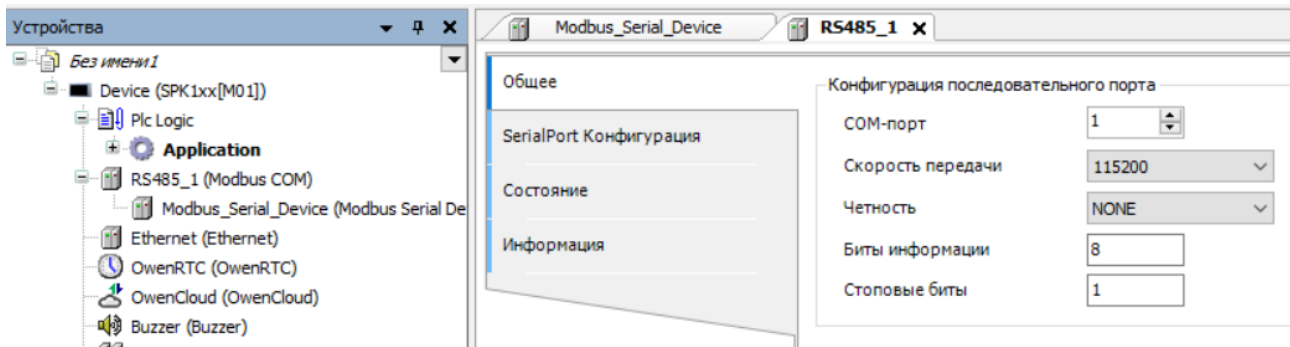 Устройства
Без имени1
Device (SPK1xx[M01])
Plc Logic
Application
RS485_1 (Modbus COM)
Modbus_Serial_Device (Modbus Serial De
Ethernet (Ethernet)
OwenRTC (OwenRTC)
OwenCloud (OwenCloud)
Buzzer (Buzzer)
Modbus_Serial_Device
RS485_1
Общее
SerialPort Конфигурация
Состояние
Информация
Конфигурация последовательного порта
COM-порт 1
Скорость передачи 115200
Четность NONE
Биты информации 8
Стоповые биты 1